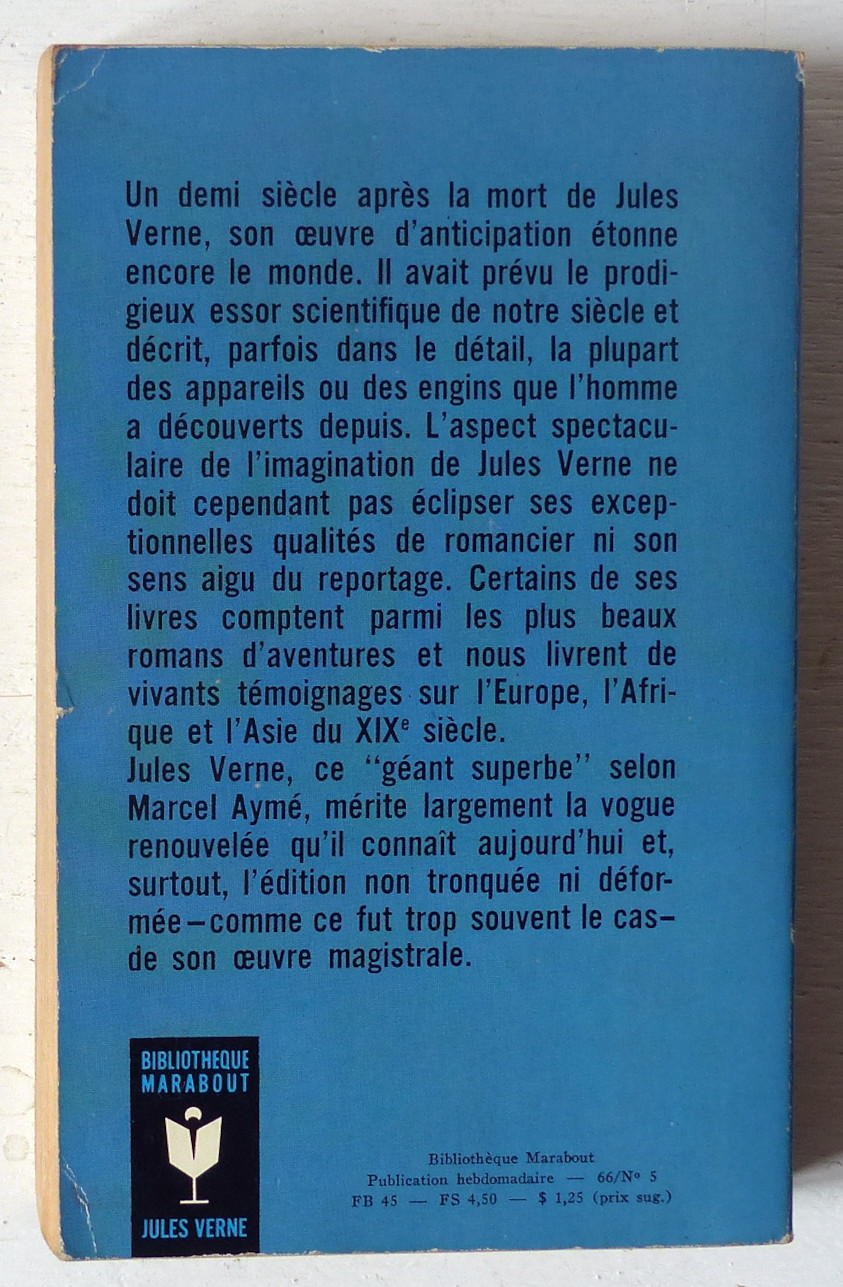 Un demi siècle après la mort de Jules
Verne, son œuvre d'anticipation étonne
encore le monde. Il avait prévu le prodi-
gieux essor scientifique de notre siècle et
décrit, parfois dans le détail, la plupart
des appareils ou des engins que l'homme
a découverts depuis. L'aspect spectacu-
laire de l'imagination de Jules Verne ne
doit cependant pas éclipser ses excep-
tionnelles qualités de romancier ni son
sens aigu du reportage. Certains de ses
livres comptent parmi les plus beaux
romans d'aventures et nous livrent de
vivants témoignages sur l'Europe, l'Afri-
que et l'Asie du XIXe siècle.
Jules Verne, ce “géant superbe” selon
Marcel Aymé, mérite largement la vogue
renouvelée qu'il connaît aujourd'hui et,
surtout, l'édition non tronquée ni défor-
mée—comme ce fut trop souvent le cas—
de son œuvre magistrale.
BIBLIOTHEQUE
MARABOUT
JULES VERNE
Bibliothèque Marabout
Publication hebdomadaire — 66/No 5
FB 45 — FS 4,50 — $ 1,25 (prix sug.)